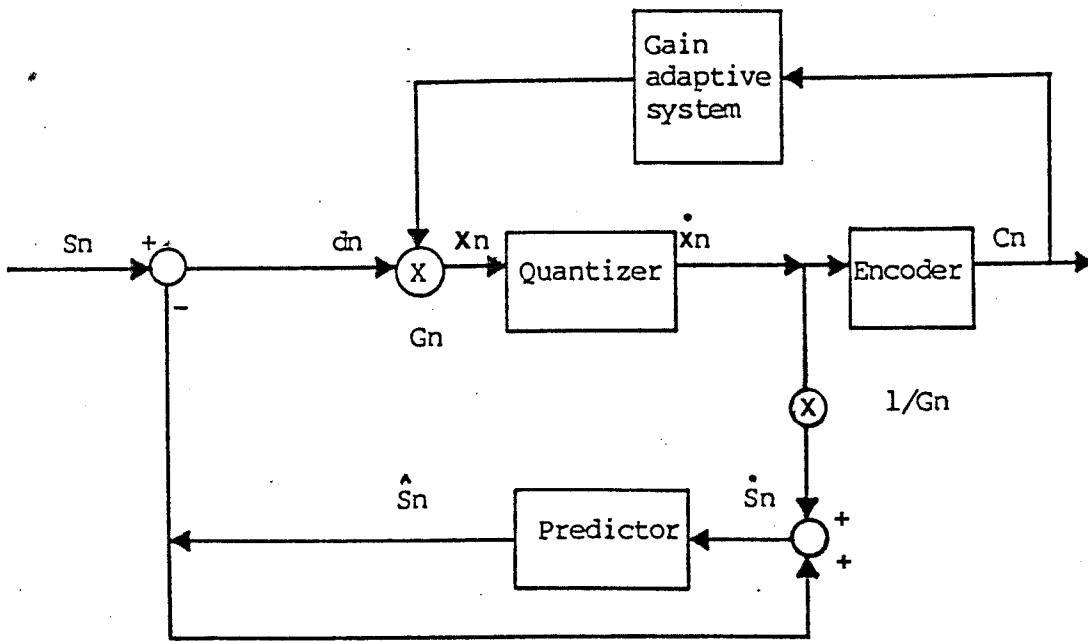 Gain
adaptive
system
Sn
+
-
dn
X
Gn
Xn
Quantizer
ẋn
Encoder
Cn
X
1/Gn
Ŝn
Predictor
Ṡn
+
+